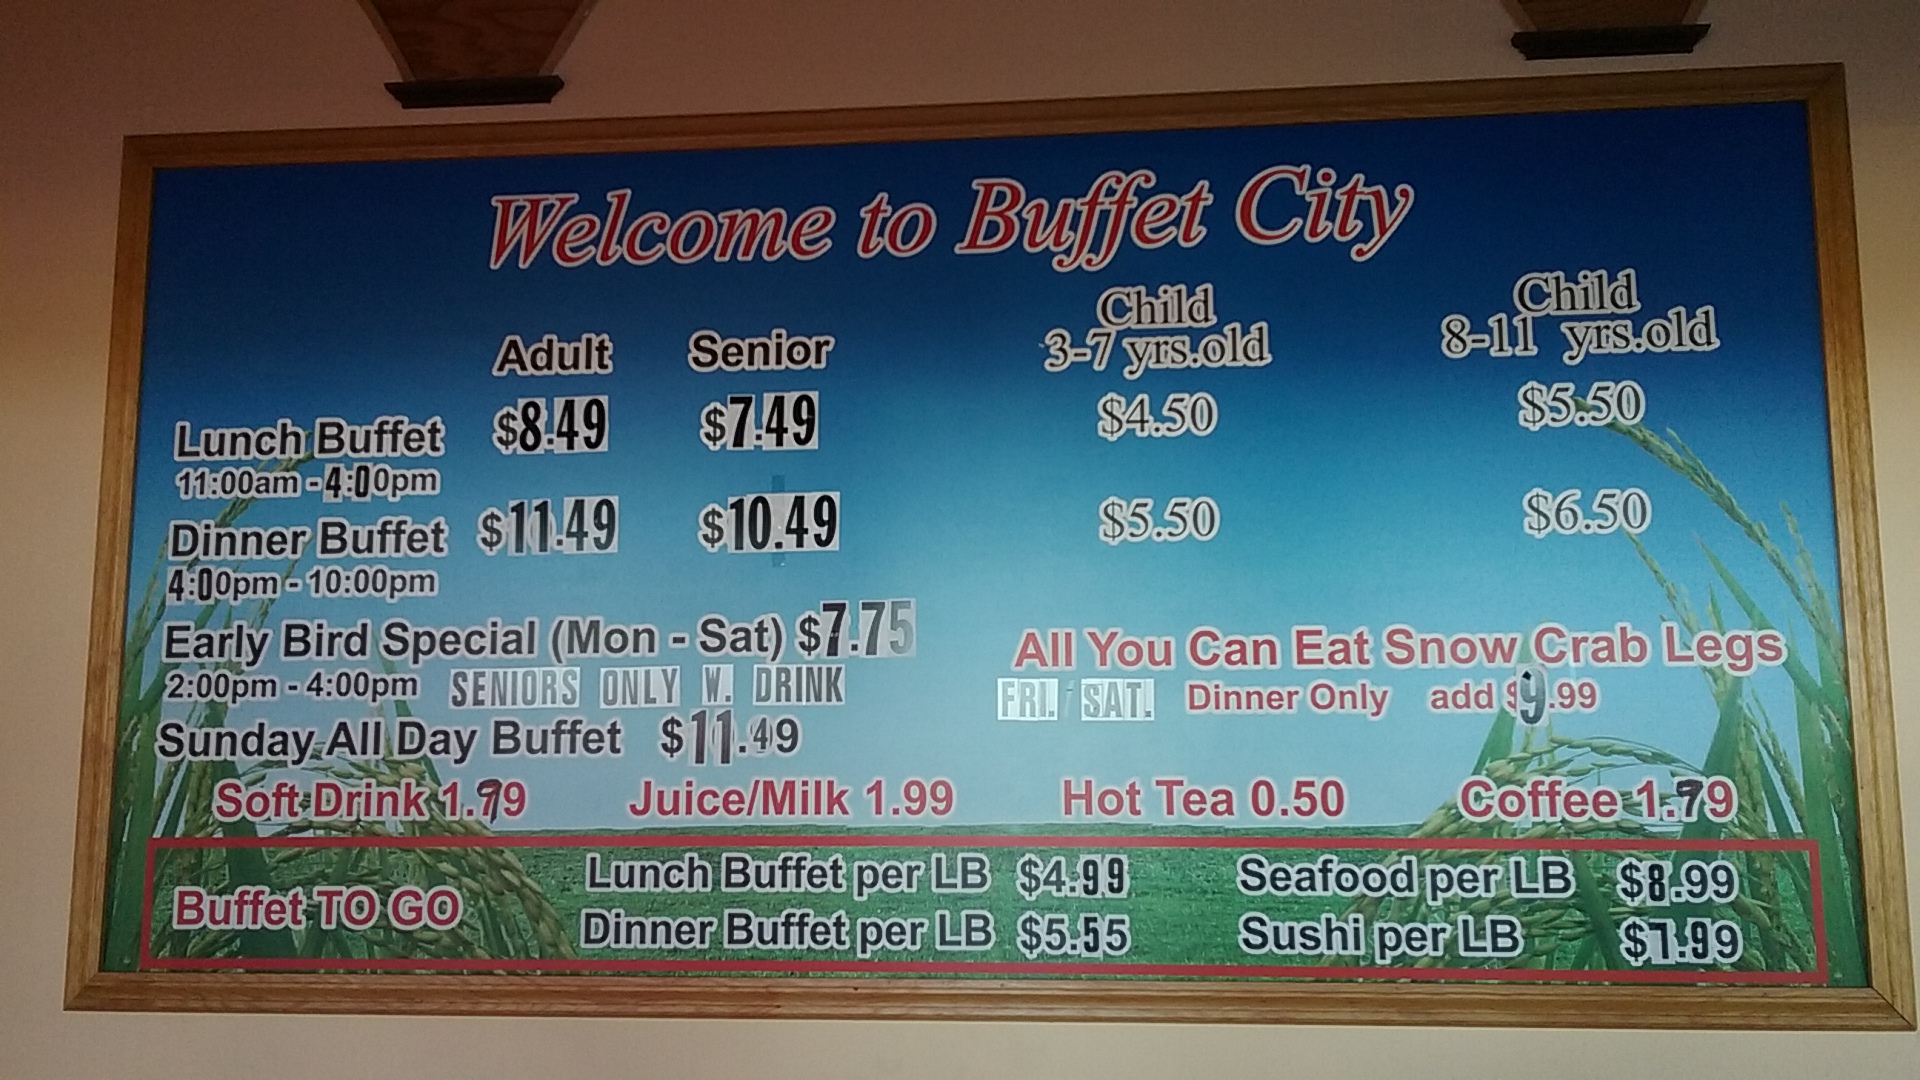 Welcome to Buffet City
Adult Senior Child 3-7 yrs.old Child 8-11 yrs.old
Lunch Buffet $8.49 $7.49 $4.50 $5.50
11:00am - 4:00pm
Dinner Buffet $11.49 $10.49 $5.50 $6.50
4:00pm - 10:00pm
Early Bird Special (Mon - Sat) $7.75
2:00pm - 4:00pm SENIORS ONLY W. DRINK
Sunday All Day Buffet $11.49
All You Can Eat Snow Crab Legs
FRI. SAT. Dinner Only add $9.99
Soft Drink 1.79 Juice/Milk 1.99 Hot Tea 0.50 Coffee 1.79
Buffet TO GO
Lunch Buffet per LB $4.99 Seafood per LB $8.99
Dinner Buffet per LB $5.55 Sushi per LB